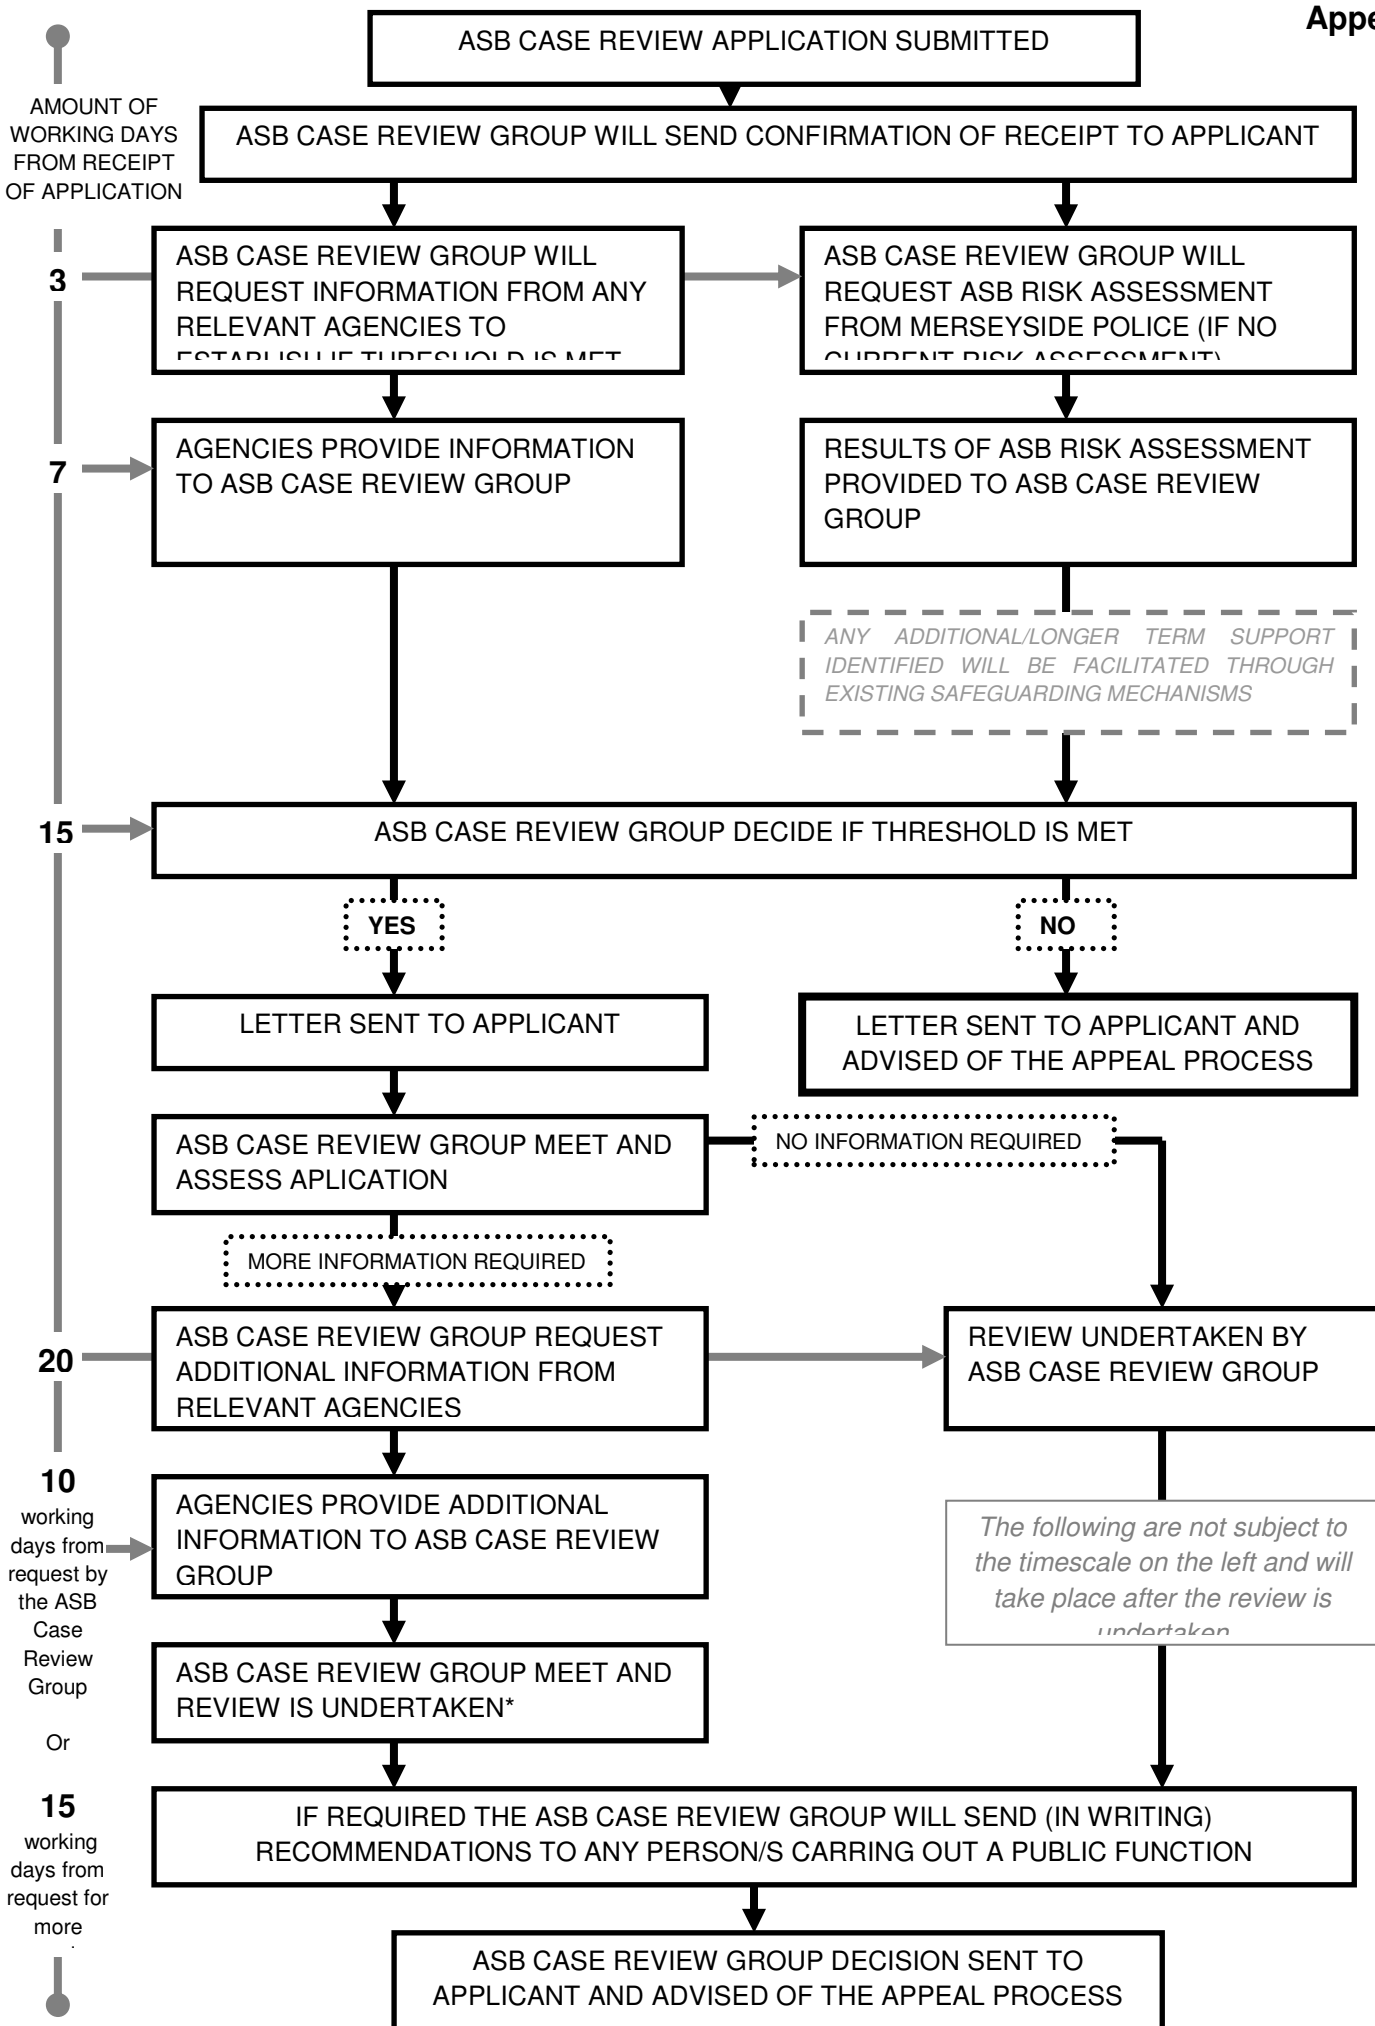 Appe
ASB CASE REVIEW APPLICATION SUBMITTED
AMOUNT OF
WORKING DAYS
FROM RECEIPT
OF APPLICATION
ASB CASE REVIEW GROUP WILL SEND CONFIRMATION OF RECEIPT TO APPLICANT
3
ASB CASE REVIEW GROUP WILL
REQUEST INFORMATION FROM ANY
RELEVANT AGENCIES TO
ESTABLISH IF THRESHOLD IS MET
ASB CASE REVIEW GROUP WILL
REQUEST ASB RISK ASSESSMENT
FROM MERSEYSIDE POLICE (IF NO
CURRENT RISK ASSESSMENT)
7
AGENCIES PROVIDE INFORMATION
TO ASB CASE REVIEW GROUP
RESULTS OF ASB RISK ASSESSMENT
PROVIDED TO ASB CASE REVIEW
GROUP
ANY ADDITIONAL/LONGER TERM SUPPORT
IDENTIFIED WILL BE FACILITATED THROUGH
EXISTING SAFEGUARDING MECHANISMS
15
ASB CASE REVIEW GROUP DECIDE IF THRESHOLD IS MET
YES
NO
LETTER SENT TO APPLICANT
LETTER SENT TO APPLICANT AND
ADVISED OF THE APPEAL PROCESS
ASB CASE REVIEW GROUP MEET AND
ASSESS APLICATION
NO INFORMATION REQUIRED
MORE INFORMATION REQUIRED
20
ASB CASE REVIEW GROUP REQUEST
ADDITIONAL INFORMATION FROM
RELEVANT AGENCIES
REVIEW UNDERTAKEN BY
ASB CASE REVIEW GROUP
10
working
days from
request by
the ASB
Case
Review
Group
Or
15
working
days from
request for
more
AGENCIES PROVIDE ADDITIONAL
INFORMATION TO ASB CASE REVIEW
GROUP
The following are not subject to
the timescale on the left and will
take place after the review is
undertaken
ASB CASE REVIEW GROUP MEET AND
REVIEW IS UNDERTAKEN*
IF REQUIRED THE ASB CASE REVIEW GROUP WILL SEND (IN WRITING)
RECOMMENDATIONS TO ANY PERSON/S CARRING OUT A PUBLIC FUNCTION
ASB CASE REVIEW GROUP DECISION SENT TO
APPLICANT AND ADVISED OF THE APPEAL PROCESS